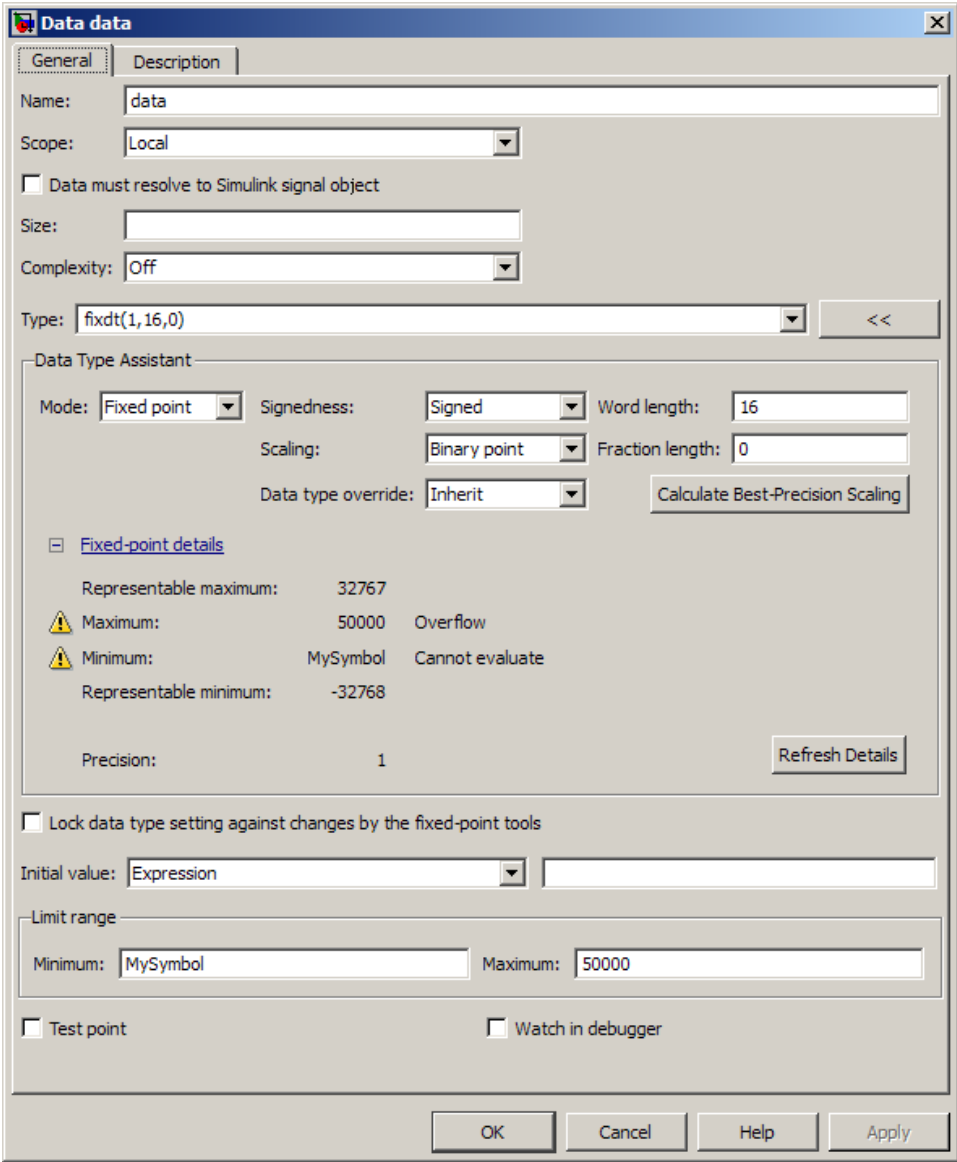 Data data
General Description
Name: data
Scope: Local
Data must resolve to Simulink signal object
Size:
Complexity: Off
Type: fixdt(1,16,0) <<
Data Type Assistant
Mode: Fixed point Signedness: Signed Word length: 16
Scaling: Binary point Fraction length: 0
Data type override: Inherit Calculate Best-Precision Scaling
Fixed-point details
Representable maximum: 32767
Maximum: 50000 Overflow
Minimum: MySymbol Cannot evaluate
Representable minimum: -32768
Precision: 1 Refresh Details
Lock data type setting against changes by the fixed-point tools
Initial value: Expression
Limit range
Minimum: MySymbol Maximum: 50000
Test point Watch in debugger
OK Cancel Help Apply